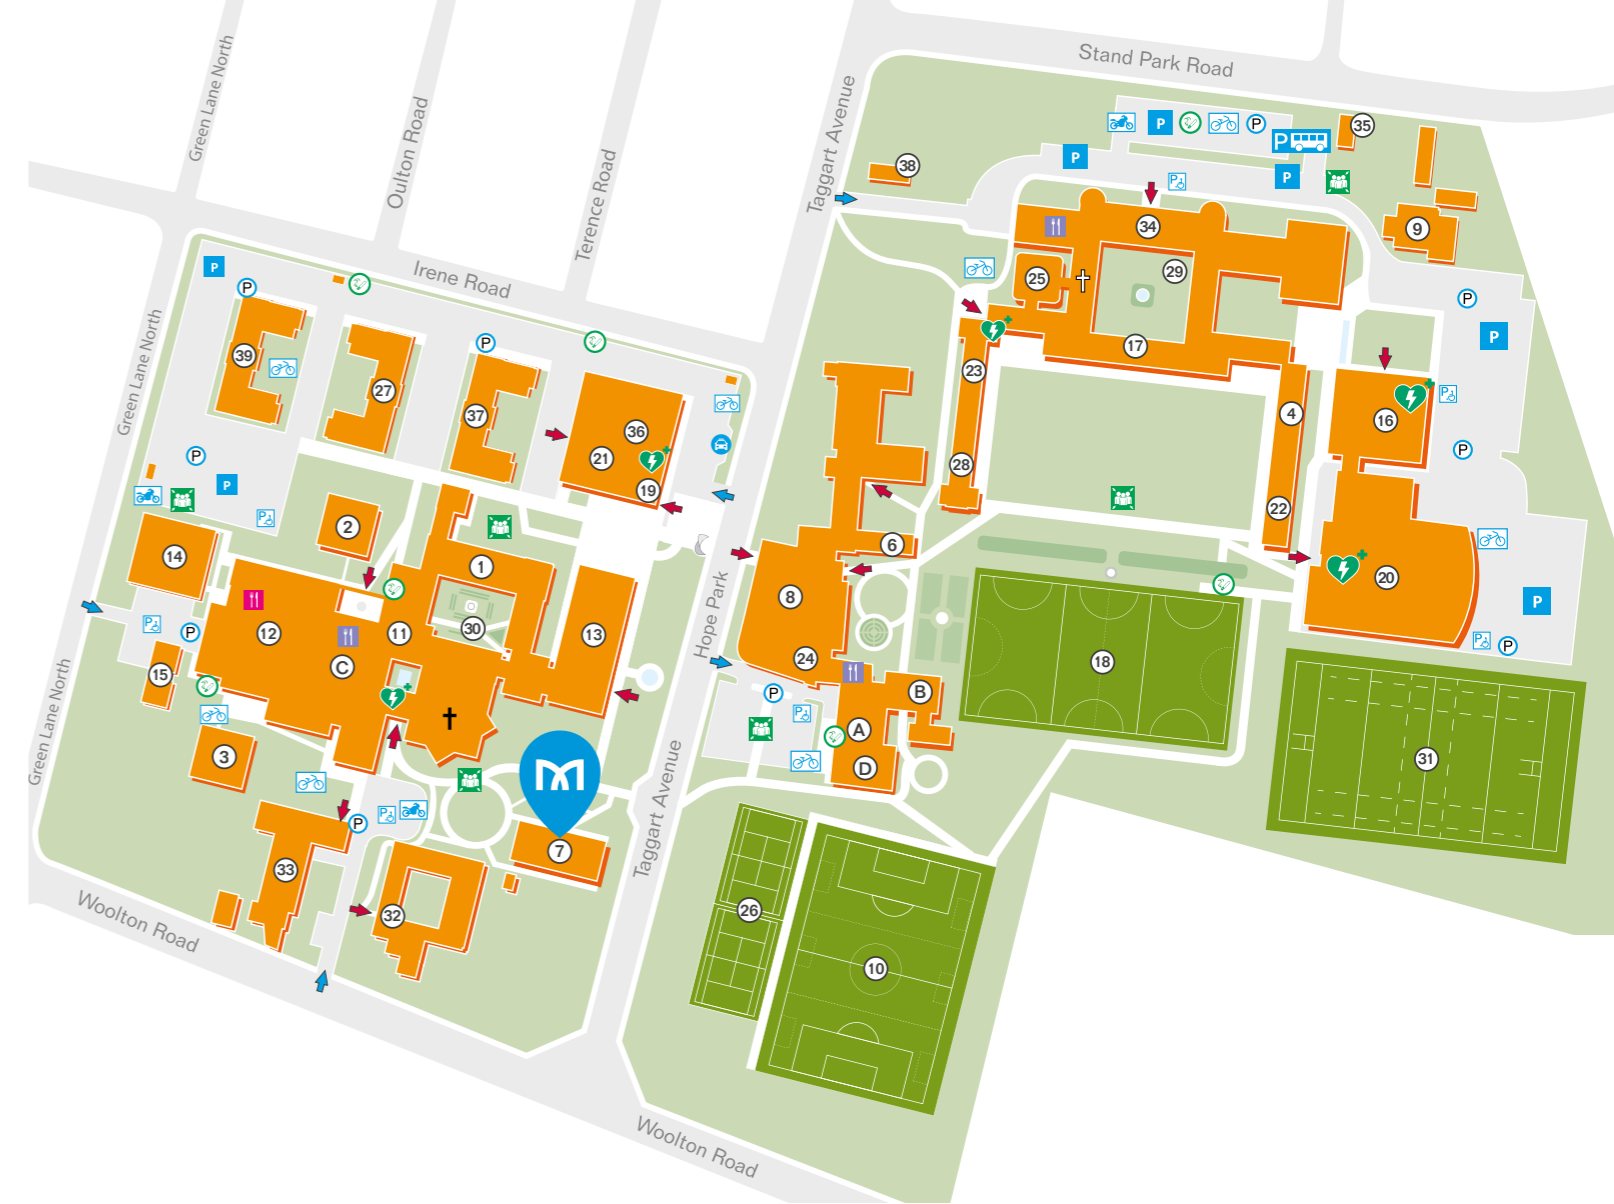 Stand Park Road
Green Lane North
Oulton Road
Taggart Avenue
Terence Road
P
P
P
P
35
P
38
P
34
9
29
25
Irene Road
P
P
P
39
27
P
37
17
23
P
4
16
36
21
28
19
P
P
P
22
2
14
1
6
20
Green Lane North
8
P
P
12
11
30
13
C
Hope Park
24
18
P
15
B
P
A
3
D
31
P
Green Lane North
7
33
Taggart Avenue
32
26
10
Woolton Road
Woolton Road